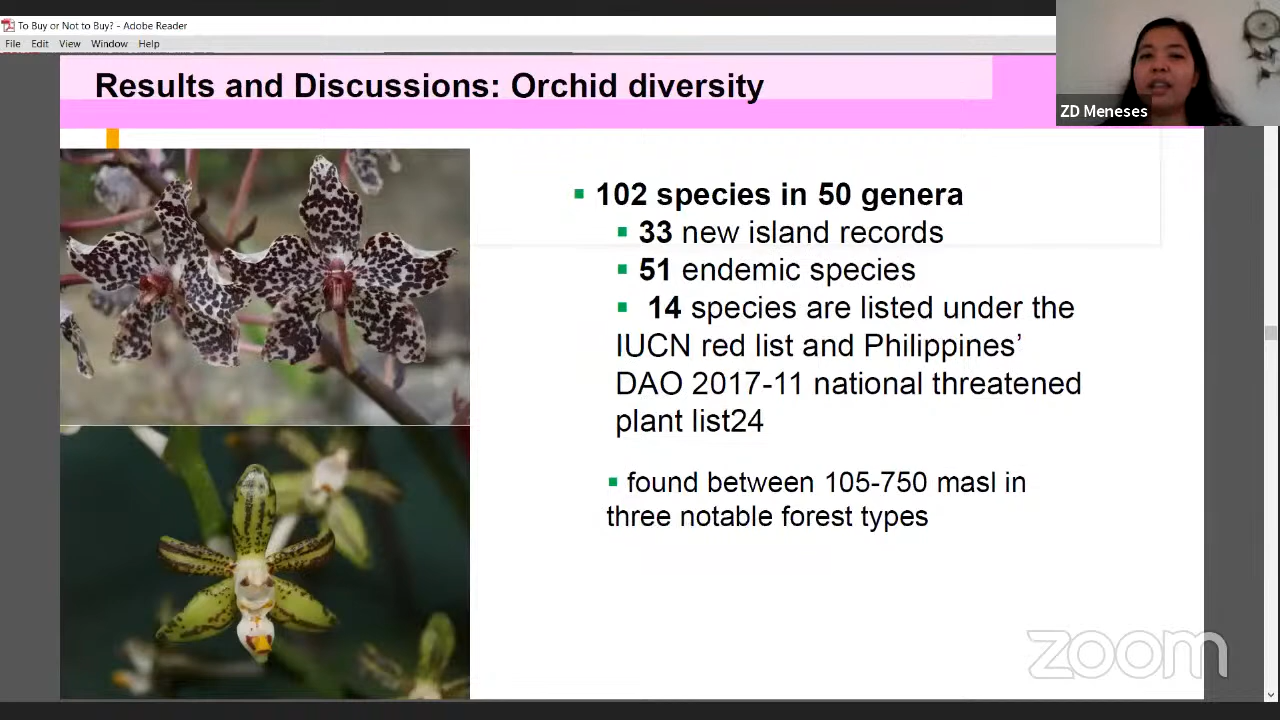 To Buy or Not to Buy? - Adobe Reader
File Edit View Window Help
Results and Discussions: Orchid diversity
ZD Meneses
102 species in 50 genera
33 new island records
51 endemic species
14 species are listed under the
IUCN red list and Philippines’
DAO 2017-11 national threatened
plant list24
found between 105-750 masl in
three notable forest types
zoom